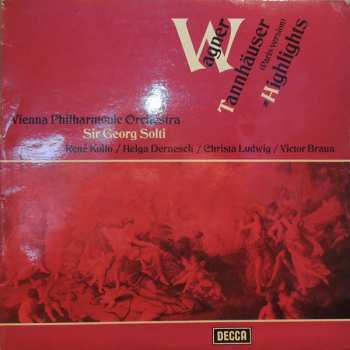 Wagner
Tannhäuser
(Paris Version)
Highlights
Vienna Philharmonic Orchestra
Sir Georg Solti
René Kollo / Helga Dernesch / Christa Ludwig / Victor Braun
DECCA